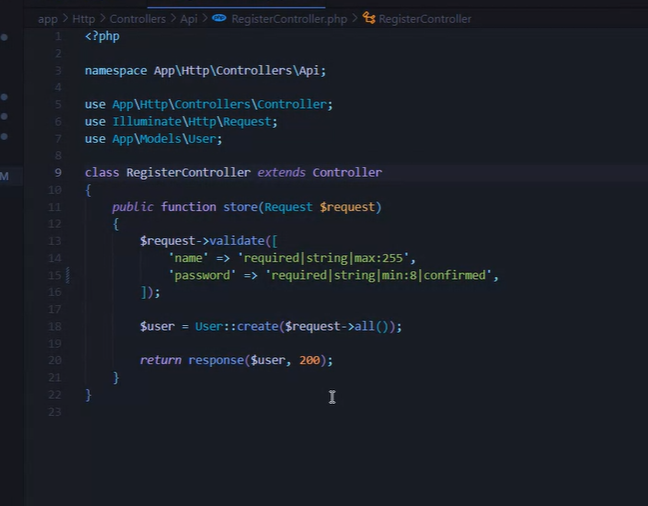 app > Http > Controllers > Api > RegisterController.php > RegisterController
1 <?php
2
3 namespace App\Http\Controllers\Api;
4
5 use App\Http\Controllers\Controller;
6 use Illuminate\Http\Request;
7 use App\Models\User;
8
M 9 class RegisterController extends Controller
10 {
11 public function store(Request $request)
12 {
13 $request->validate([
14 'name' => 'required|string|max:255',
15 'password' => 'required|string|min:8|confirmed',
16 ]);
17
18 $user = User::create($request->all());
19
20 return response($user, 200);
21 }
22 }
23